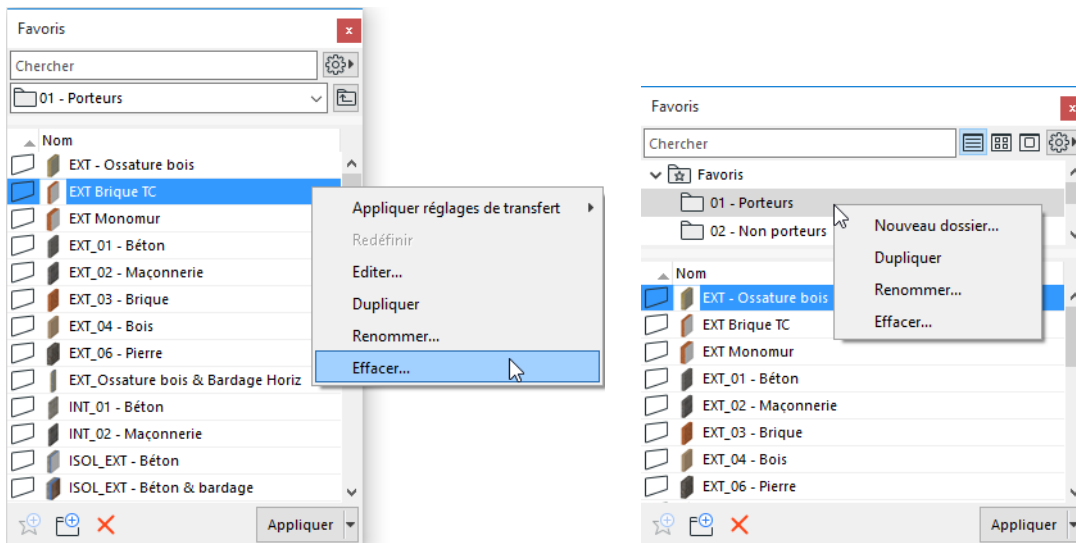 Favoris
Chercher
01 - Porteurs
Nom
EXT - Ossature bois
EXT Brique TC
EXT Monomur
EXT_01 - Béton
EXT_02 - Maçonnerie
EXT_03 - Brique
EXT_04 - Bois
EXT_06 - Pierre
EXT_Ossature bois & Bardage Horiz
INT_01 - Béton
INT_02 - Maçonnerie
ISOL_EXT - Béton
ISOL_EXT - Béton & bardage
Appliquer
Appliquer réglages de transfert
Redéfinir
Editer...
Dupliquer
Renommer...
Effacer...
Favoris
Chercher
Favoris
01 - Porteurs
02 - Non porteurs
Nom
EXT - Ossature bois
EXT Brique TC
EXT Monomur
EXT_01 - Béton
EXT_02 - Maçonnerie
EXT_03 - Brique
EXT_04 - Bois
EXT_06 - Pierre
Appliquer
Nouveau dossier...
Dupliquer
Renommer...
Effacer...